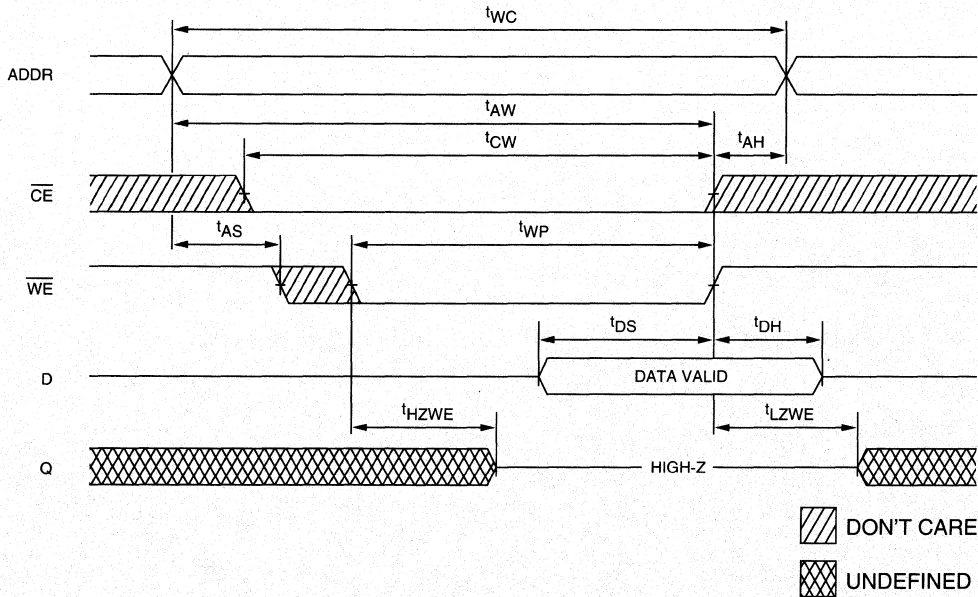 tWC
ADDR
tAW
tCW
tAH
CE
tAS
tWP
WE
tDS
tDH
D
DATA VALID
tHZWE
tLZWE
Q
HIGH-Z
DON'T CARE
UNDEFINED